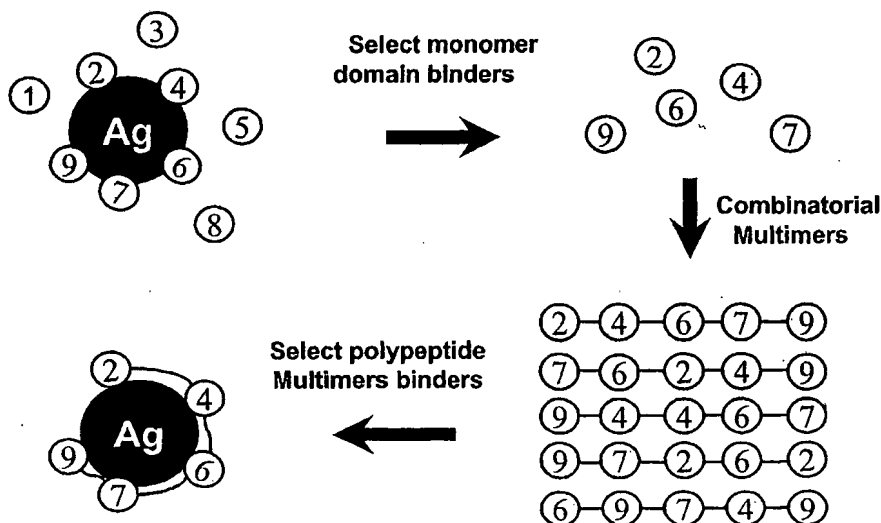 3
2
4
1
Ag
5
9
6
7
8
Select monomer
domain binders
2
4
6
9
7
Combinatorial
Multimers
2 4 6 7 9
7 6 2 4 9
9 4 4 6 7
9 7 2 6 2
6 9 7 4 9
Select polypeptide
Multimers binders
2
4
Ag
9
6
7